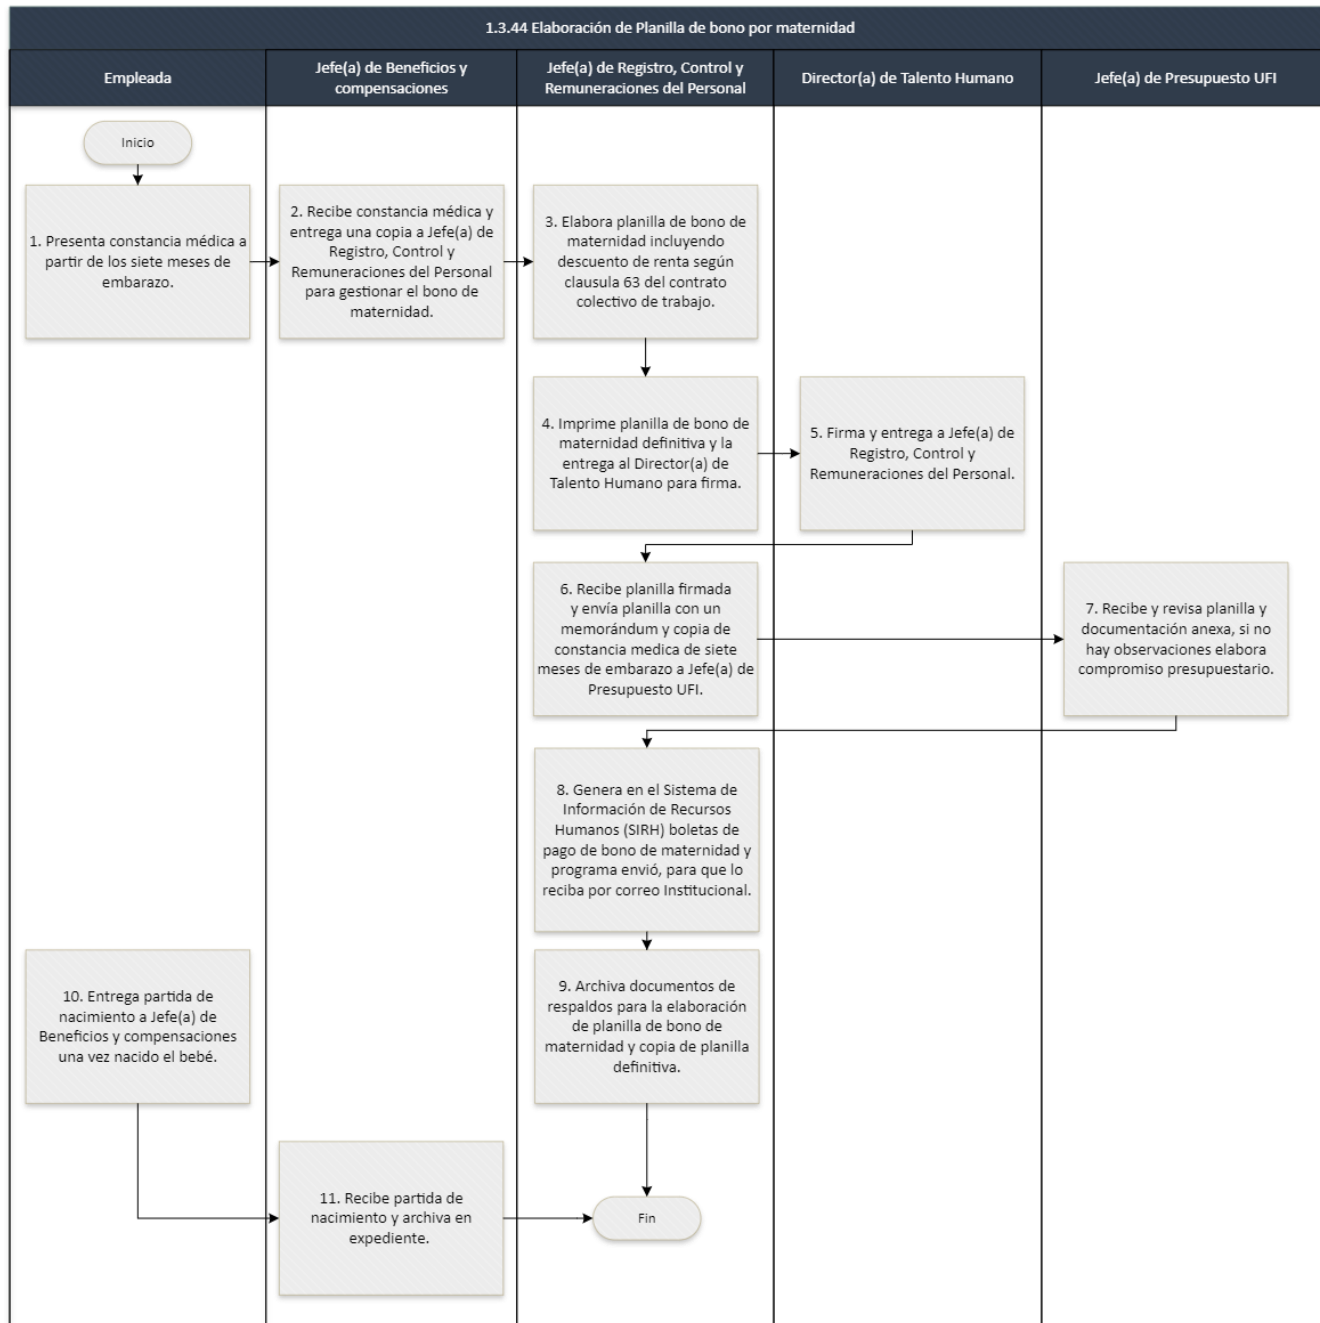 1.3.44 Elaboración de Planilla de bono por maternidad
Empleada
Jefe(a) de Beneficios y
compensaciones
Jefe(a) de Registro, Control y
Remuneraciones del Personal
Director(a) de Talento Humano
Jefe(a) de Presupuesto UFI
Inicio
1. Presenta constancia médica a
partir de los siete meses de
embarazo.
2. Recibe constancia médica y
entrega una copia a Jefe(a) de
Registro, Control y
Remuneraciones del Personal
para gestionar el bono de
maternidad.
3. Elabora planilla de bono de
maternidad incluyendo
descuento de renta según
clausula 63 del contrato
colectivo de trabajo.
4. Imprime planilla de bono de
maternidad definitiva y la
entrega al Director(a) de
Talento Humano para firma.
5. Firma y entrega a Jefe(a) de
Registro, Control y
Remuneraciones del Personal.
6. Recibe planilla firmada
y envía planilla con un
memorándum y copia de
constancia medica de siete
meses de embarazo a Jefe(a) de
Presupuesto UFI.
7. Recibe y revisa planilla y
documentación anexa, si no
hay observaciones elabora
compromiso presupuestario.
8. Genera en el Sistema de
Información de Recursos
Humanos (SIRH) boletas de
pago de bono de maternidad y
programa envió, para que lo
reciba por correo Institucional.
9. Archiva documentos de
respaldos para la elaboración
de planilla de bono de
maternidad y copia de planilla
definitiva.
10. Entrega partida de
nacimiento a Jefe(a) de
Beneficios y compensaciones
una vez nacido el bebé.
11. Recibe partida de
nacimiento y archiva en
expediente.
Fin